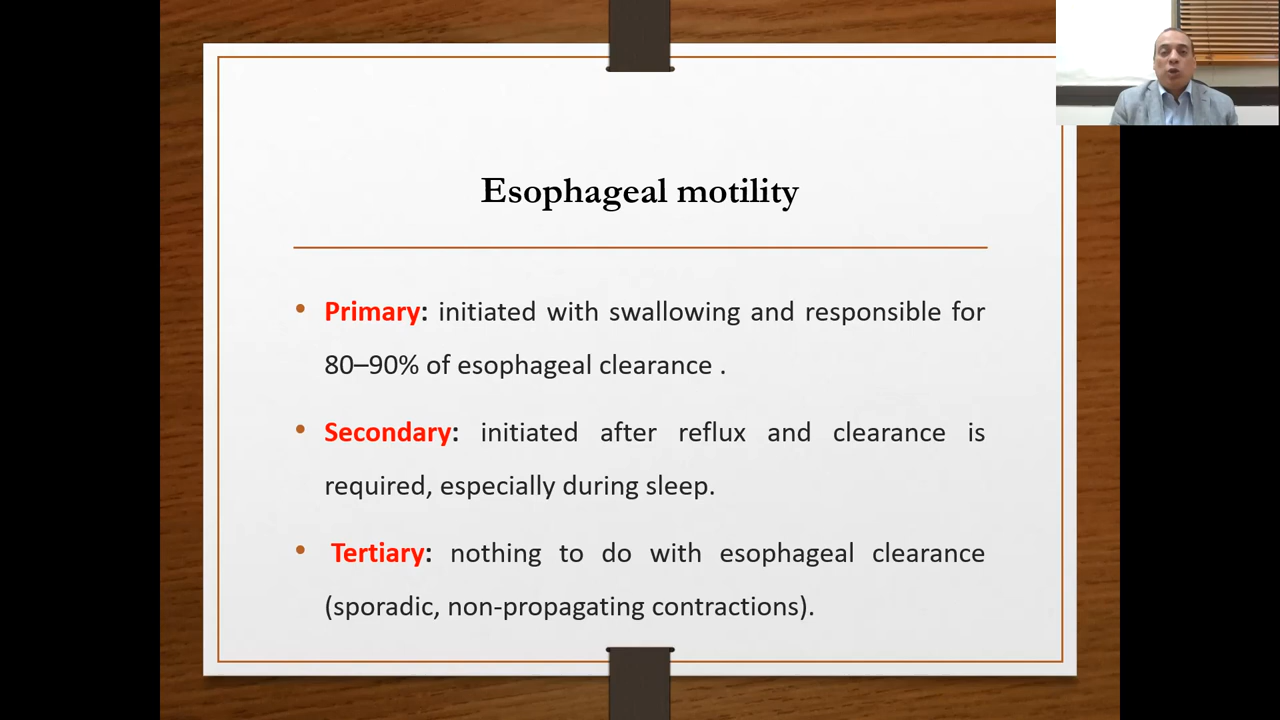 Esophageal motility
• Primary: initiated with swallowing and responsible for
80–90% of esophageal clearance .
• Secondary: initiated after reflux and clearance is
required, especially during sleep.
• Tertiary: nothing to do with esophageal clearance
(sporadic, non-propagating contractions).